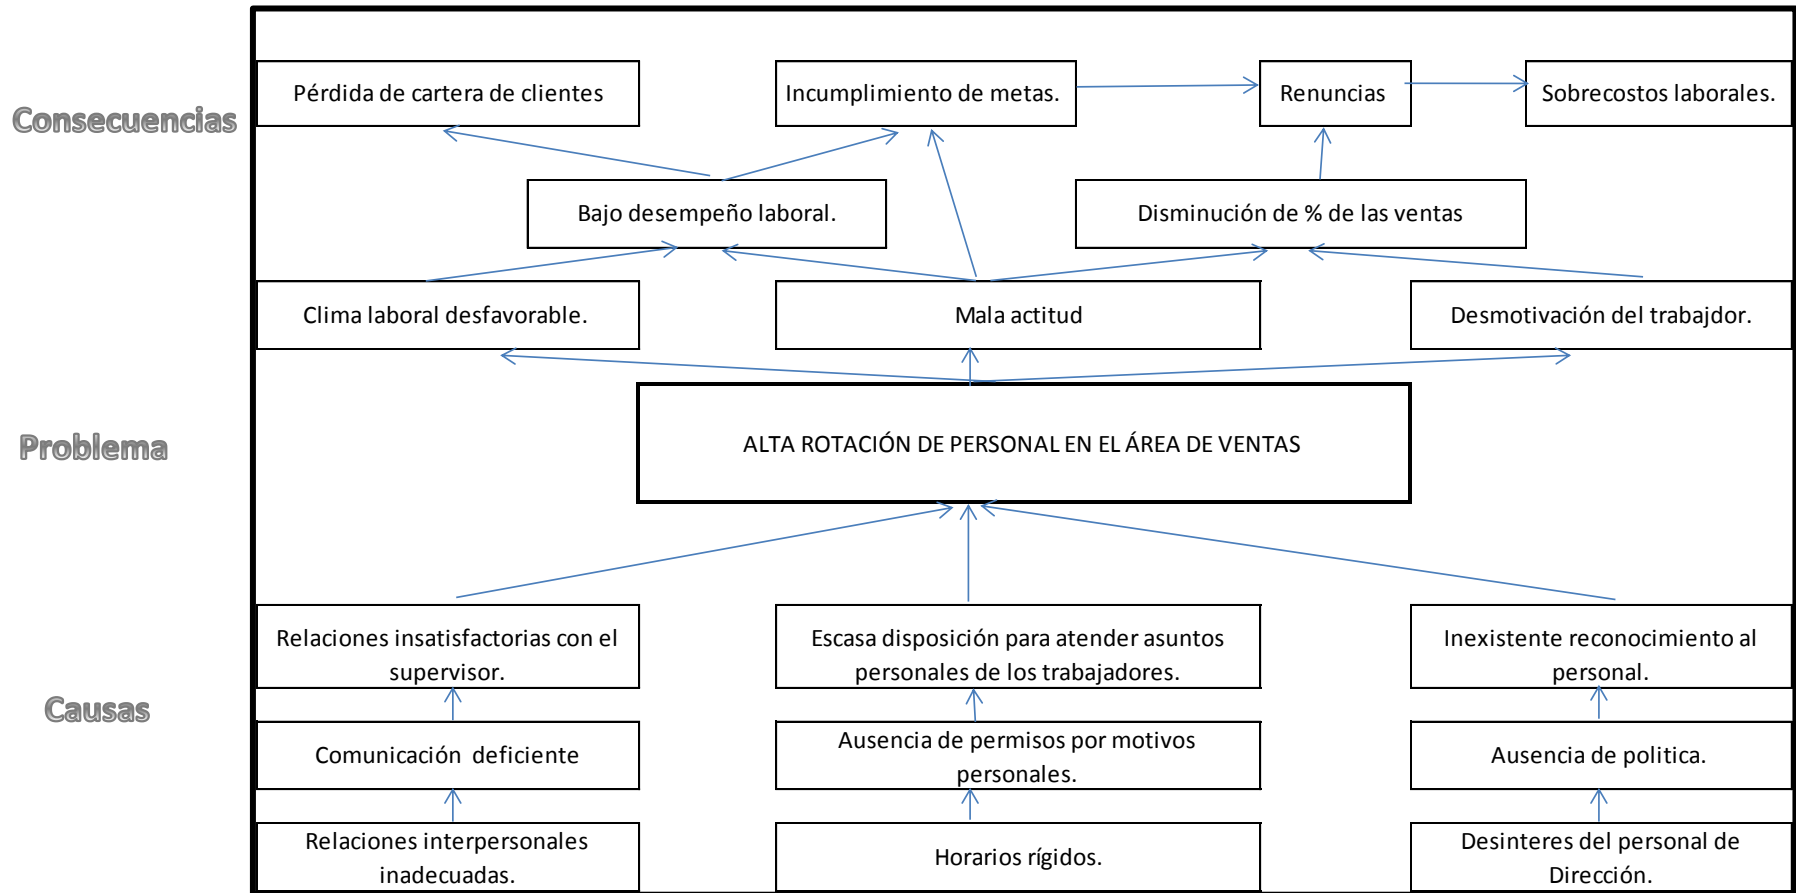 Consecuencias
Pérdida de cartera de clientes
Incumplimiento de metas.
Renuncias
Sobrecostos laborales.
Bajo desempeño laboral.
Disminución de % de las ventas
Clima laboral desfavorable.
Mala actitud
Desmotivación del trabajdor.
Problema
ALTA ROTACIÓN DE PERSONAL EN EL ÁREA DE VENTAS
Causas
Relaciones insatisfactorias con el
supervisor.
Escasa disposición para atender asuntos
personales de los trabajadores.
Inexistente reconocimiento al
personal.
Comunicación deficiente
Ausencia de permisos por motivos
personales.
Ausencia de politica.
Relaciones interpersonales
inadecuadas.
Horarios rígidos.
Desinteres del personal de
Dirección.